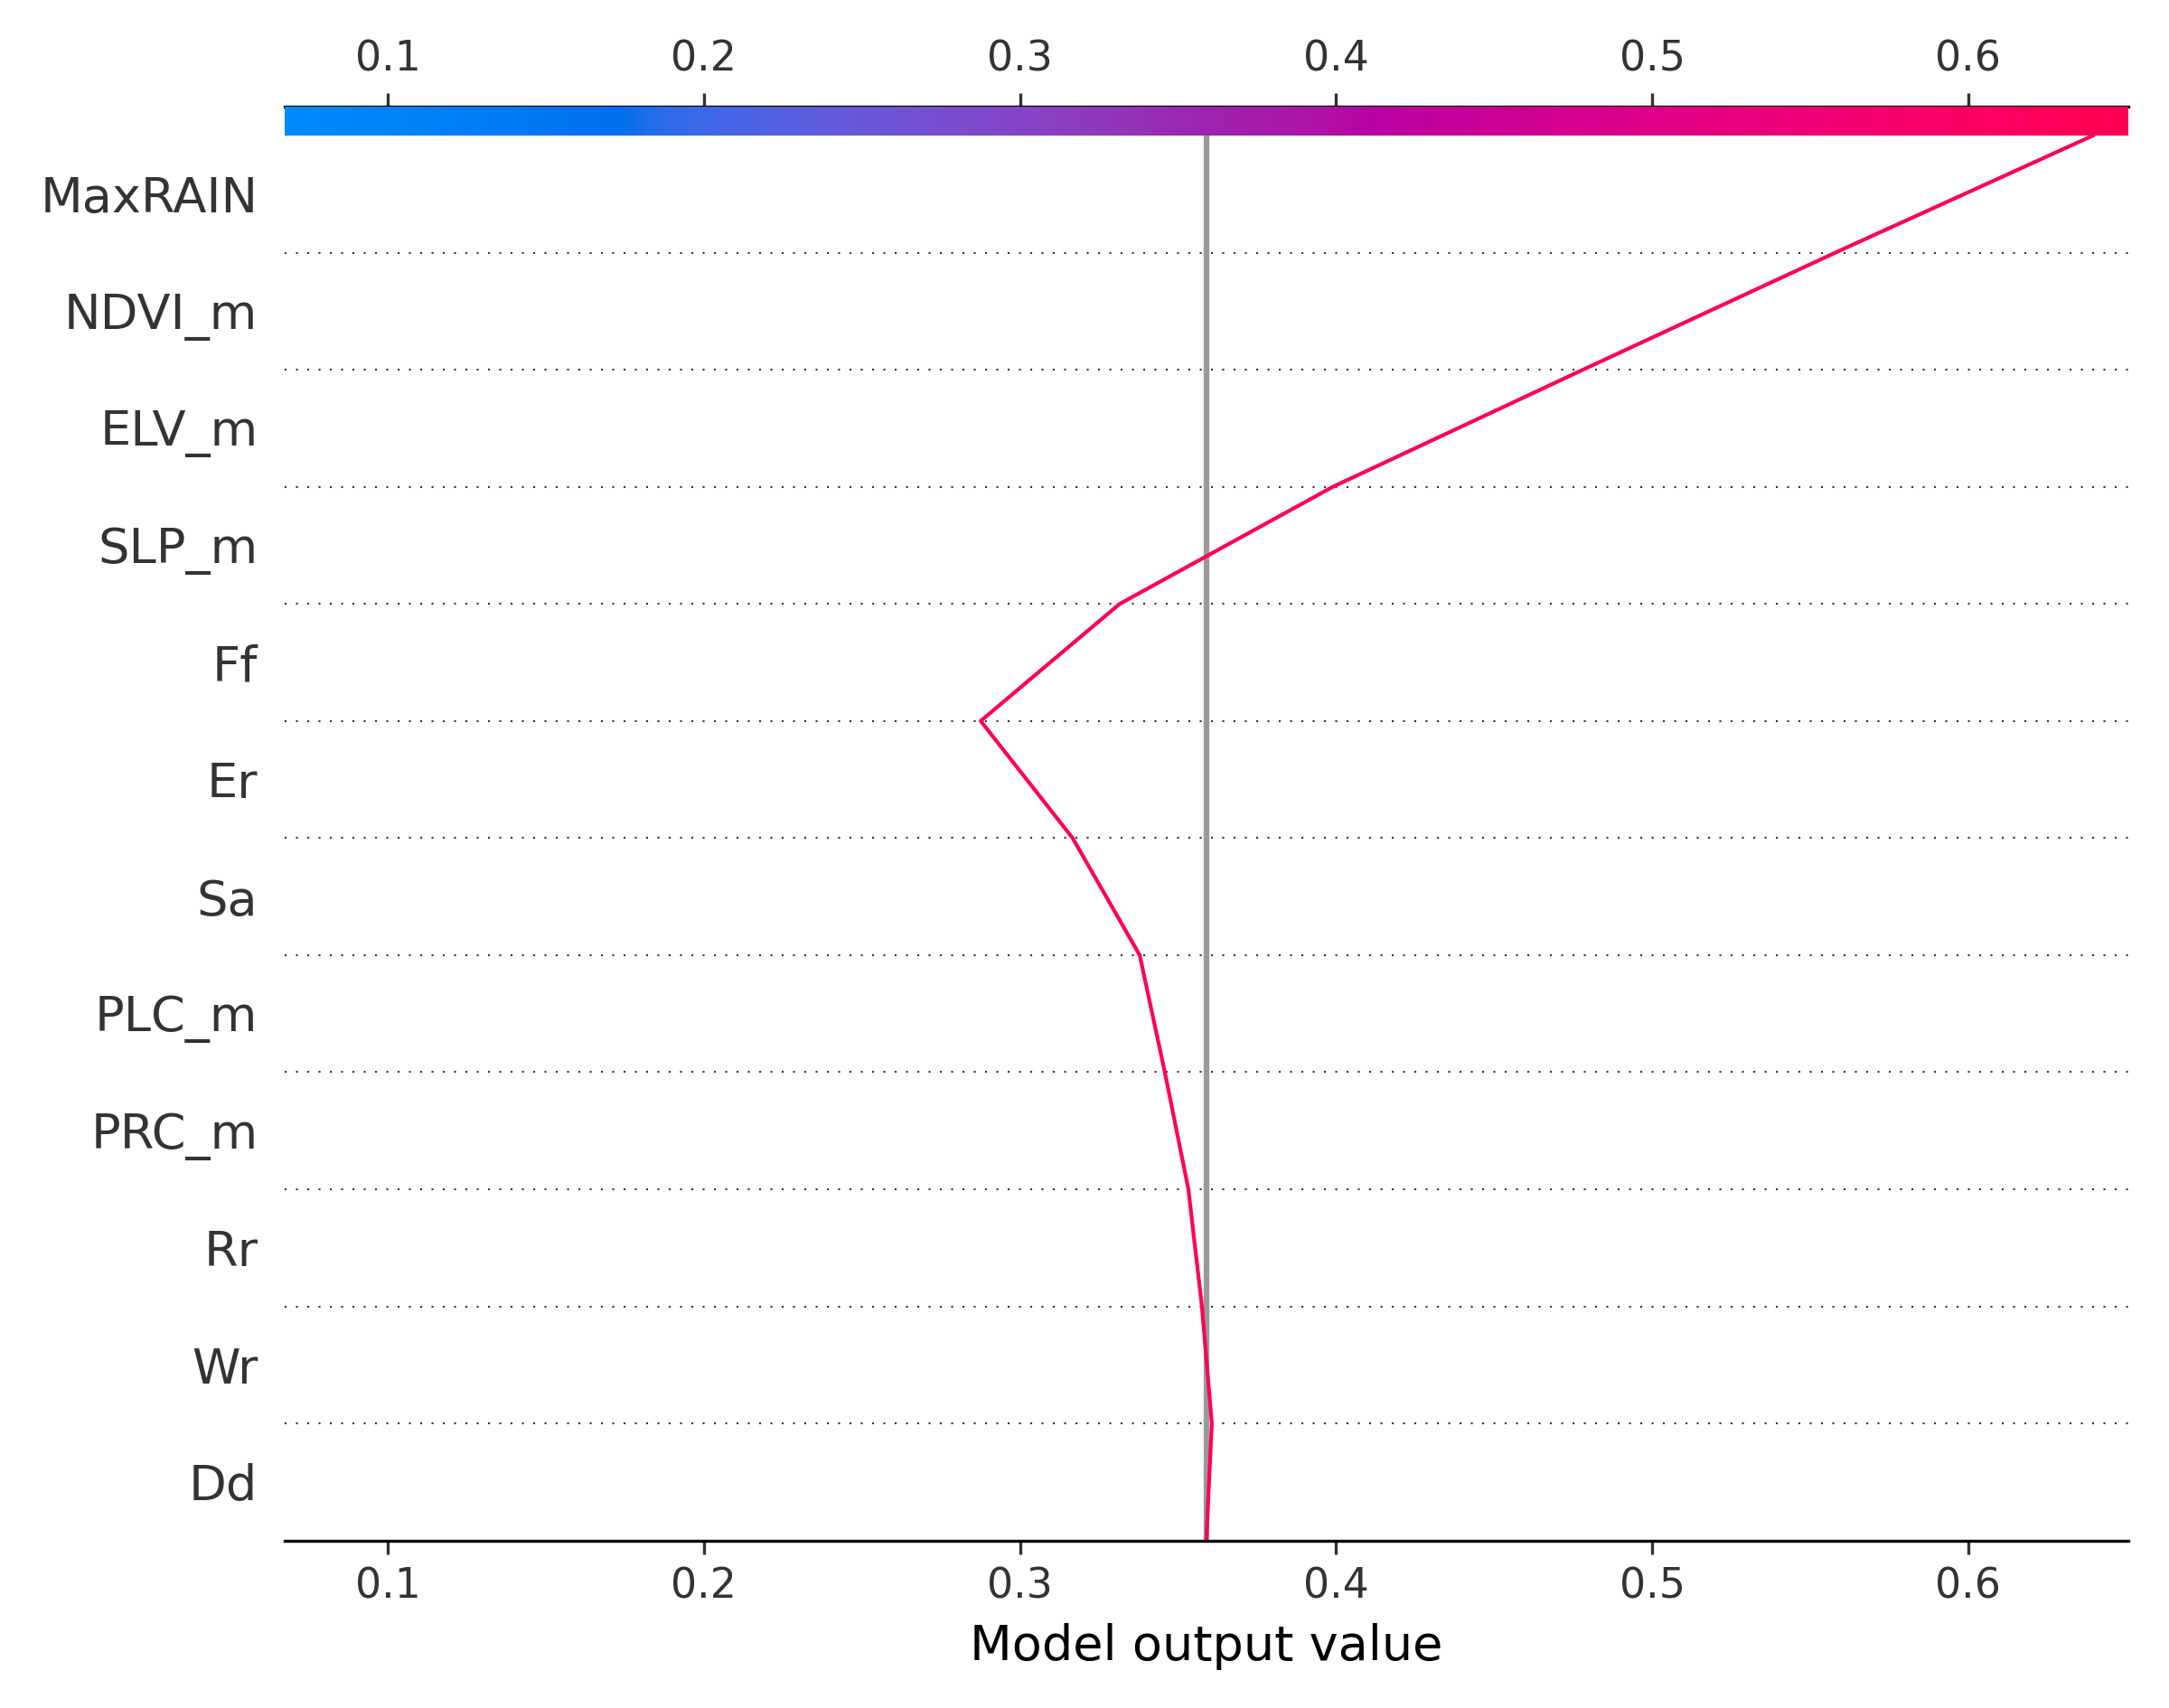 0.1 0.2 0.3 0.4 0.5 0.6
MaxRAIN
NDVI_m
ELV_m
SLP_m
Ff
Er
Sa
PLC_m
PRC_m
Rr
Wr
Dd
0.1 0.2 0.3 0.4 0.5 0.6
Model output value